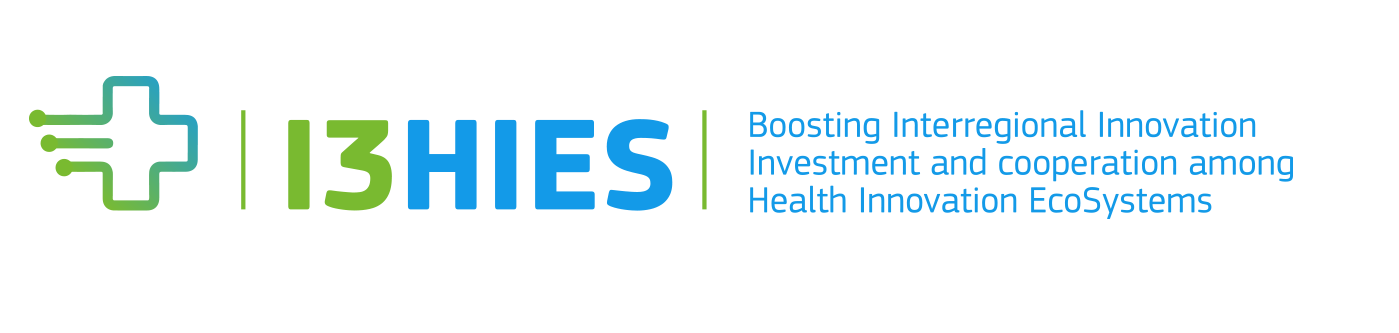 I3HIES
Boosting Interregional Innovation
Investment and cooperation among
Health Innovation EcoSystems